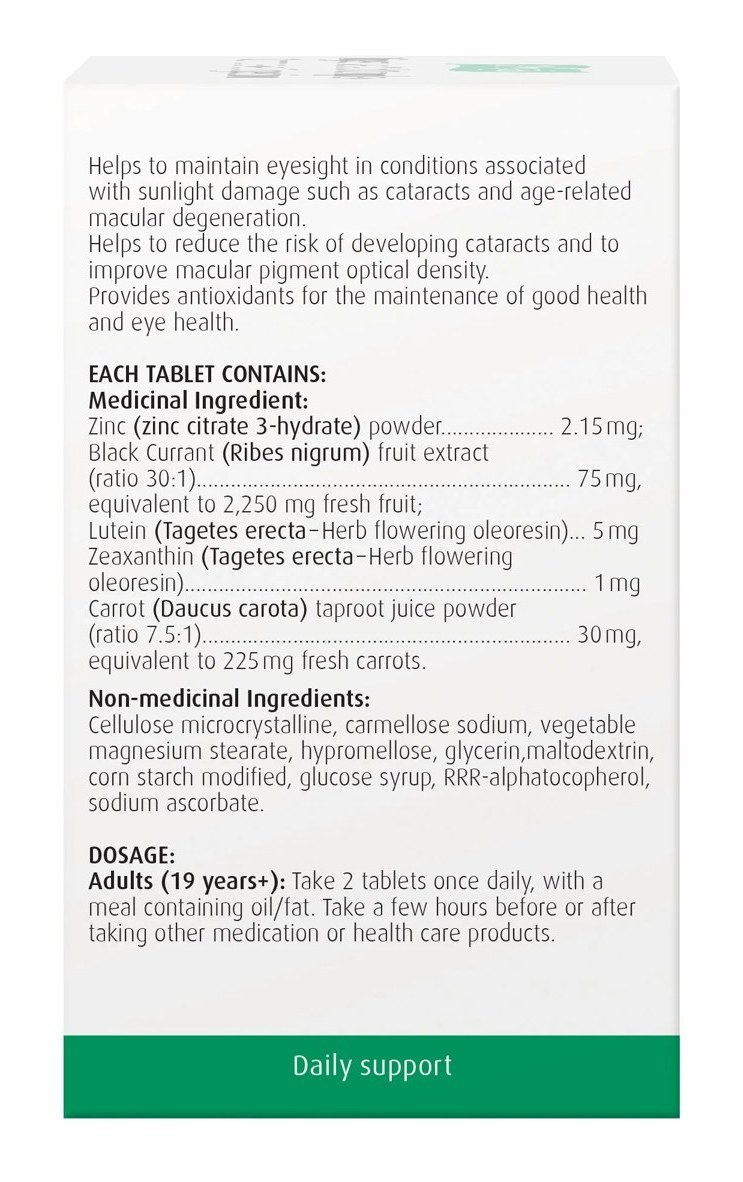 Helps to maintain eyesight in conditions associated
with sunlight damage such as cataracts and age-related
macular degeneration.
Helps to reduce the risk of developing cataracts and to
improve macular pigment optical density.
Provides antioxidants for the maintenance of good health
and eye health.
EACH TABLET CONTAINS:
Medicinal Ingredient:
Zinc (zinc citrate 3-hydrate) powder.................... 2.15 mg;
Black Currant (Ribes nigrum) fruit extract
(ratio 30:1)..................................................................... 75 mg,
equivalent to 2,250 mg fresh fruit;
Lutein (Tagetes erecta–Herb flowering oleoresin)... 5 mg
Zeaxanthin (Tagetes erecta–Herb flowering
oleoresin)......................................................................... 1 mg
Carrot (Daucus carota) taproot juice powder
(ratio 7.5:1).................................................................... 30 mg,
equivalent to 225 mg fresh carrots.
Non-medicinal Ingredients:
Cellulose microcrystalline, carmellose sodium, vegetable
magnesium stearate, hypromellose, glycerin,maltodextrin,
corn starch modified, glucose syrup, RRR-alphatocopherol,
sodium ascorbate.
DOSAGE:
Adults (19 years+): Take 2 tablets once daily, with a
meal containing oil/fat. Take a few hours before or after
taking other medication or health care products.
Daily support